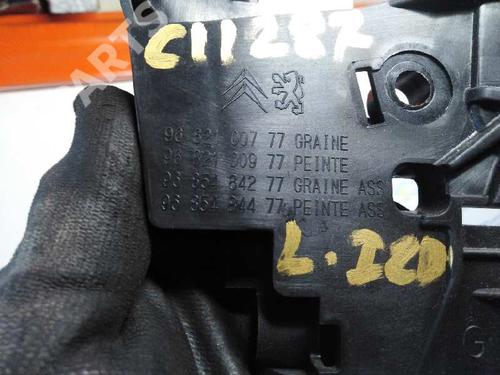 C11287
96 821 007 77 GRAINE
96 821 009 77 PEINTE
96 854 842 77 GRAINE ASS
96 854 844 77 PEINTE ASS
L.IZD
G